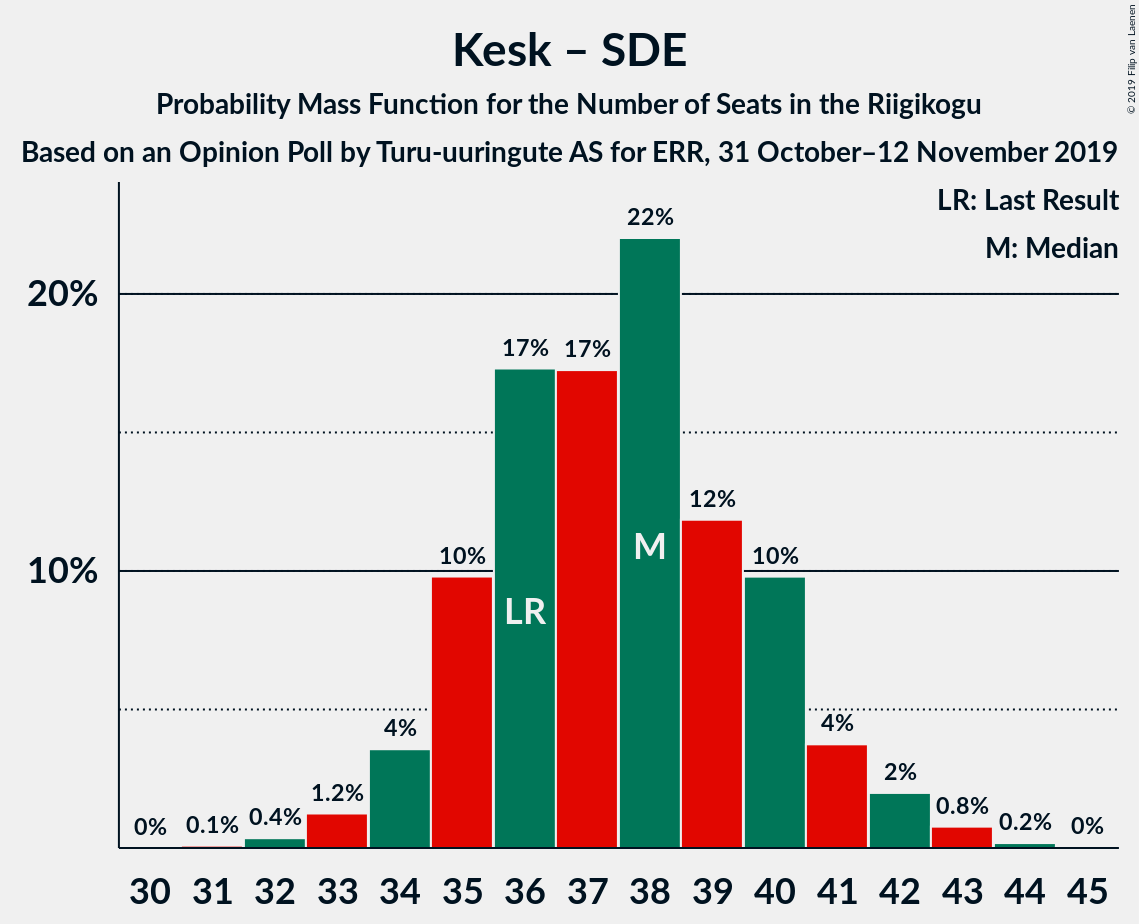 Kesk – SDE
Probability Mass Function for the Number of Seats in the Riigikogu
Based on an Opinion Poll by Turu-uuringute AS for ERR, 31 October–12 November 2019
© 2019 Filip van Laenen
LR: Last Result
M: Median
20%
10%
0%
0.1%
0.4%
1.2%
4%
10%
17%
17%
22%
12%
10%
4%
2%
0.8%
0.2%
0%
LR
M
30 31 32 33 34 35 36 37 38 39 40 41 42 43 44 45